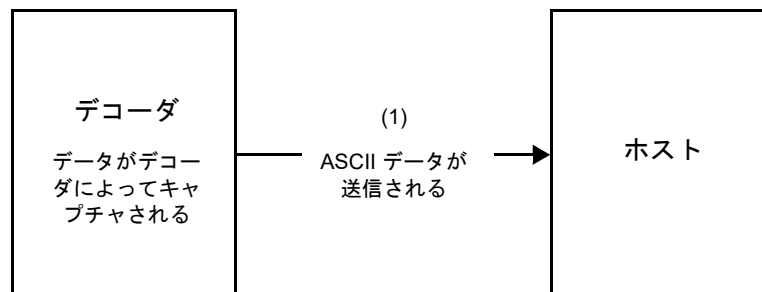 デコーダ
データがデコー
ダによってキャ
プチャされる
(1)
ASCII データが
送信される
ホスト